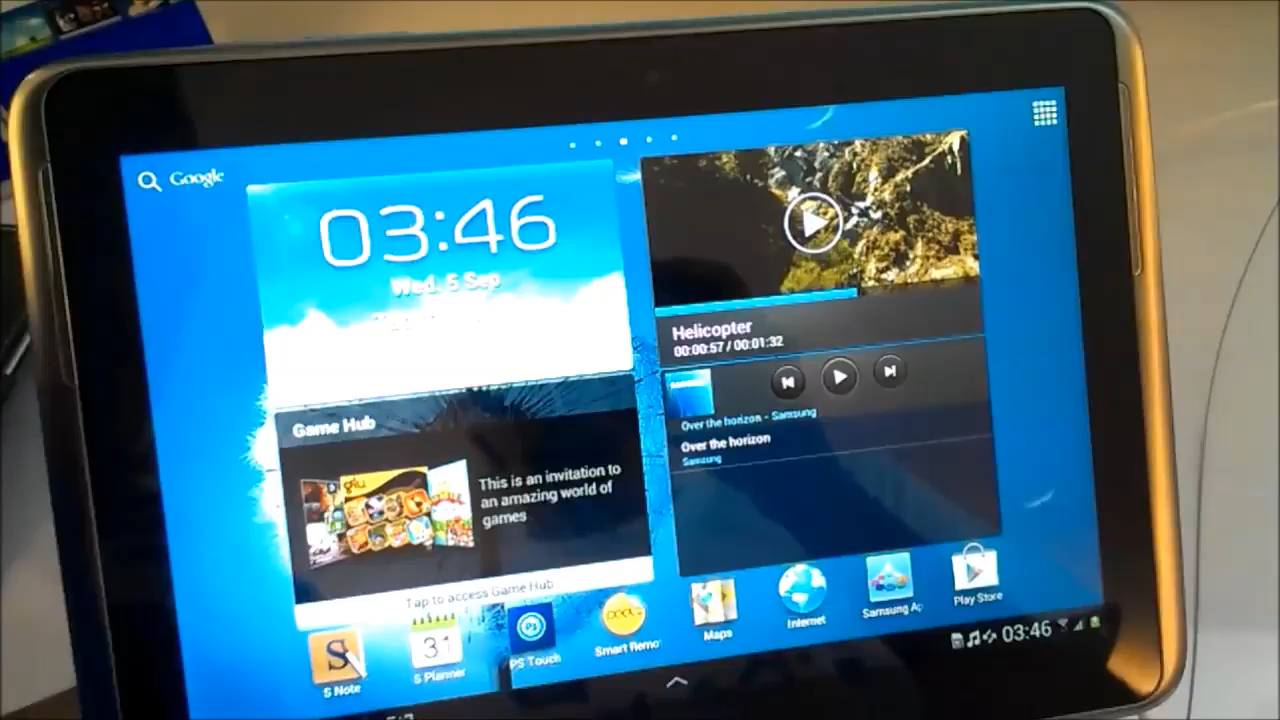 Google
03:46
Wed, 5 Sep
Helicopter
00:00:57 / 00:01:32
Over the horizon - Samsung
Over the horizon
Samsung
Game Hub
This is an invitation to
an amazing world of
games
Tap to access Game Hub
S Note
31
S Planner
PS Touch
Smart Remo
Maps
Internet
Samsung Ap
Play Store
03:46